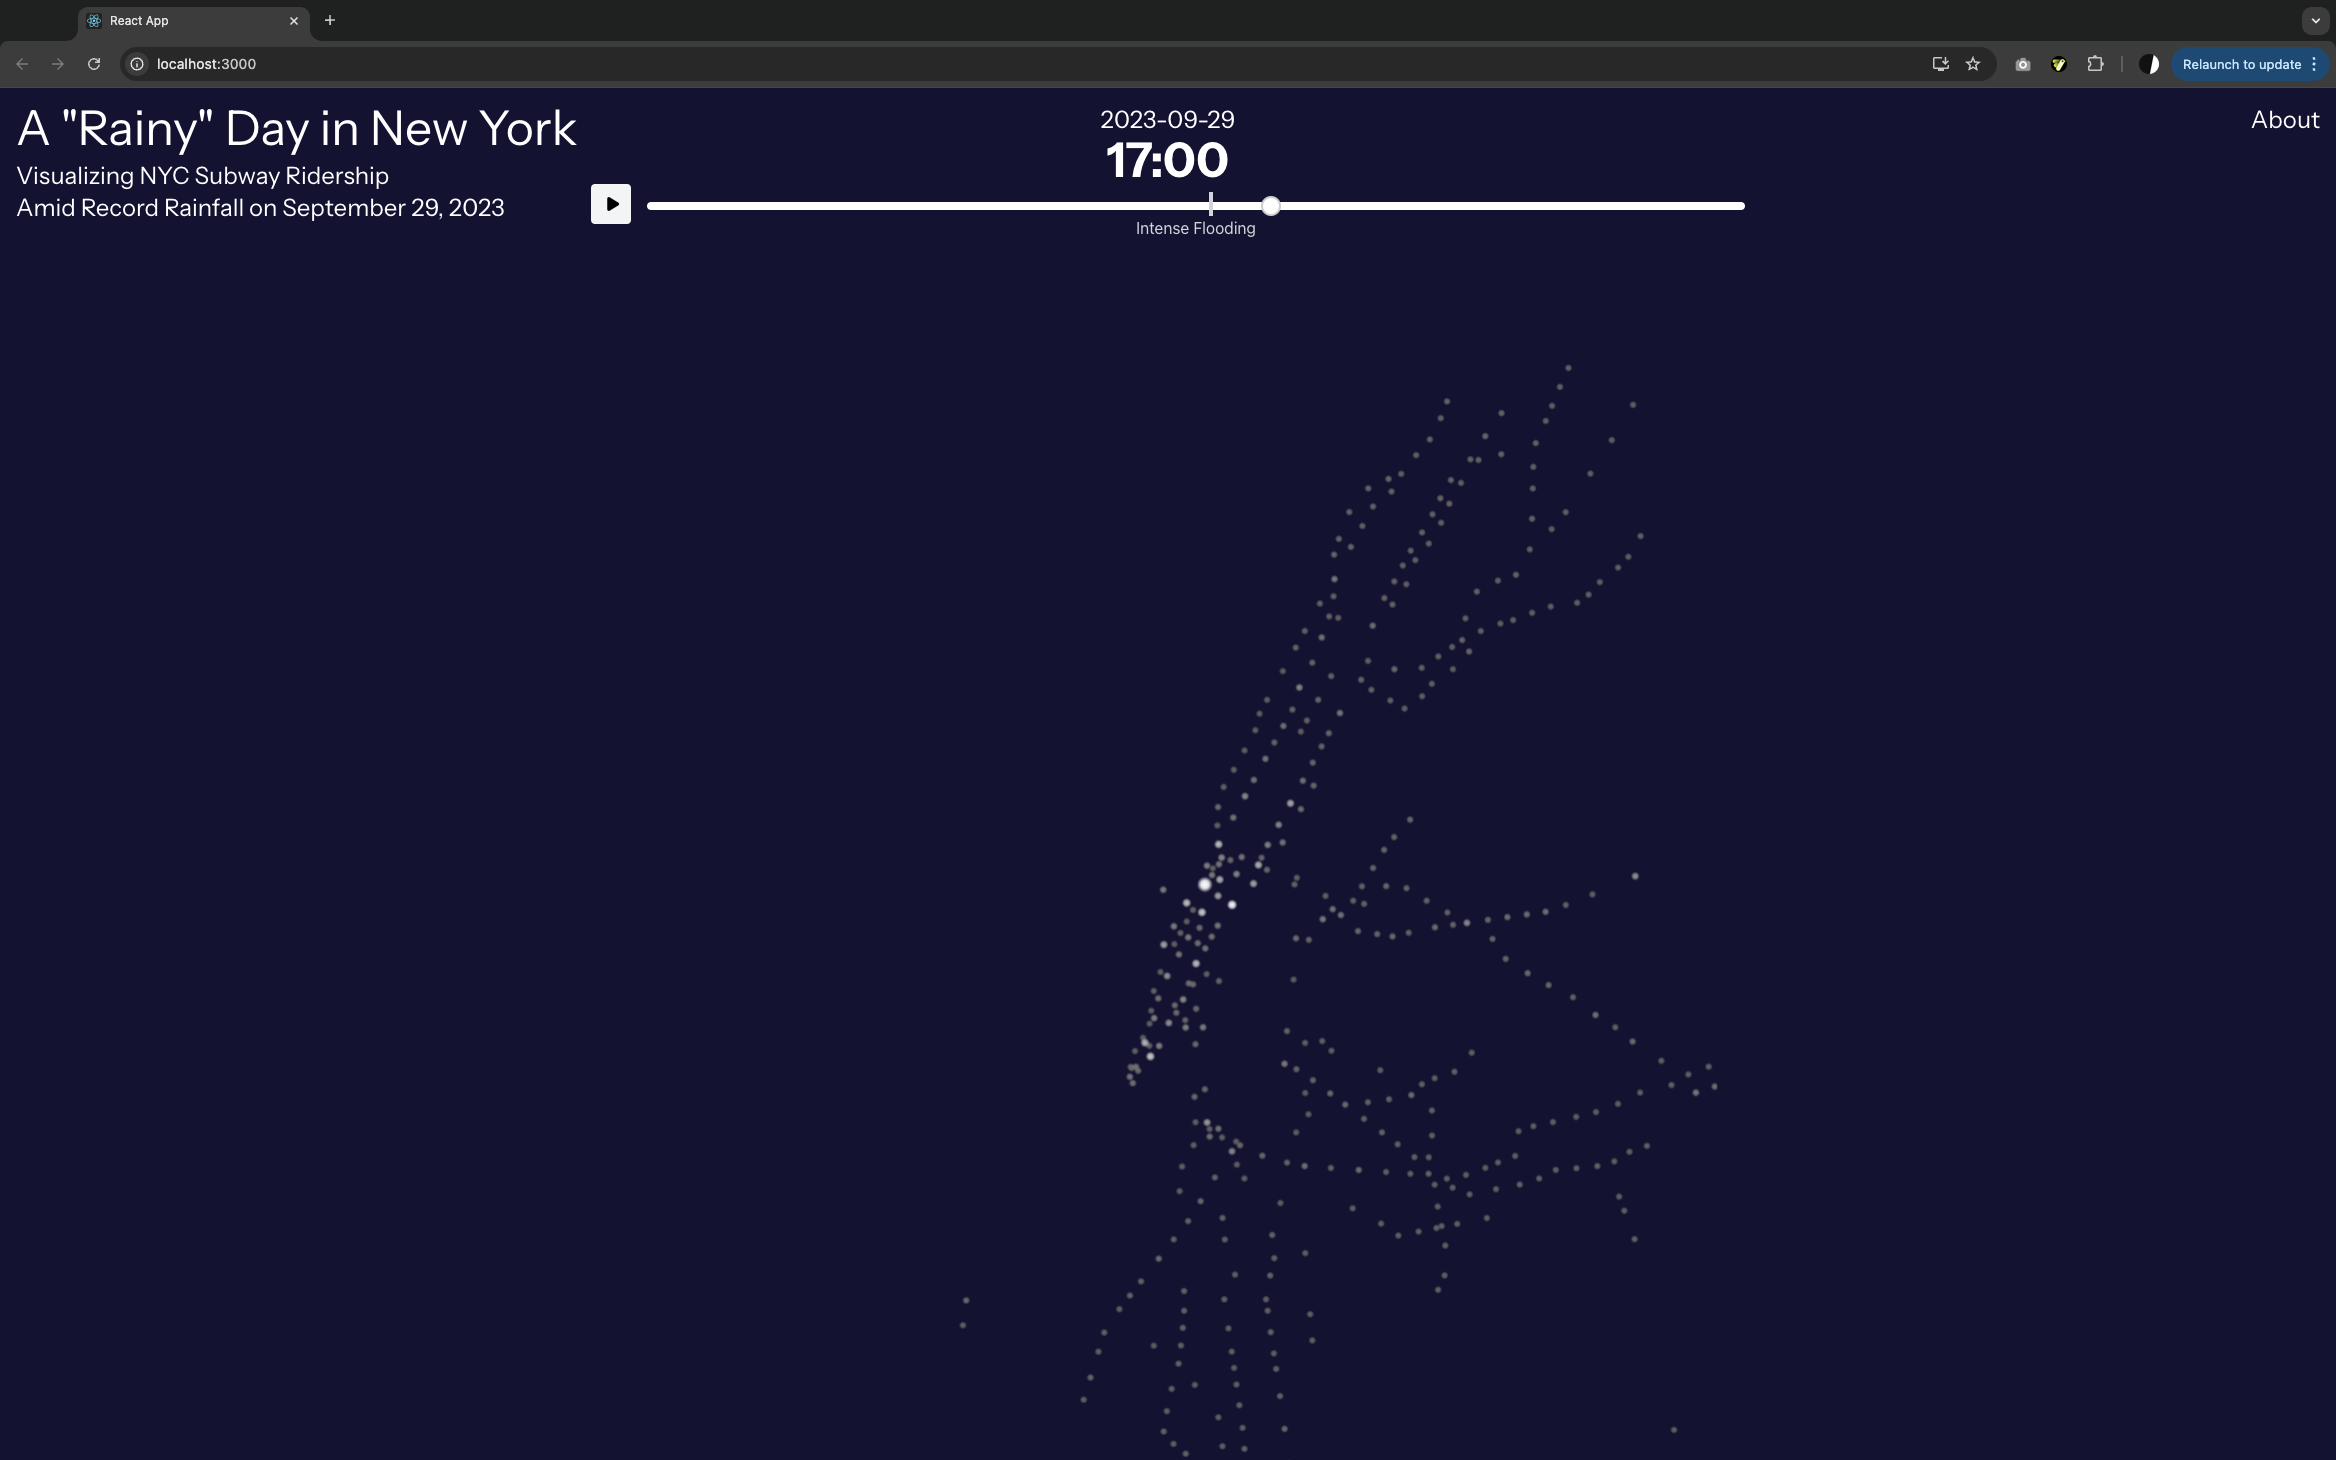 React App
localhost:3000
Relaunch to update
A "Rainy" Day in New York
Visualizing NYC Subway Ridership
Amid Record Rainfall on September 29, 2023
2023-09-29
17:00
Intense Flooding
About